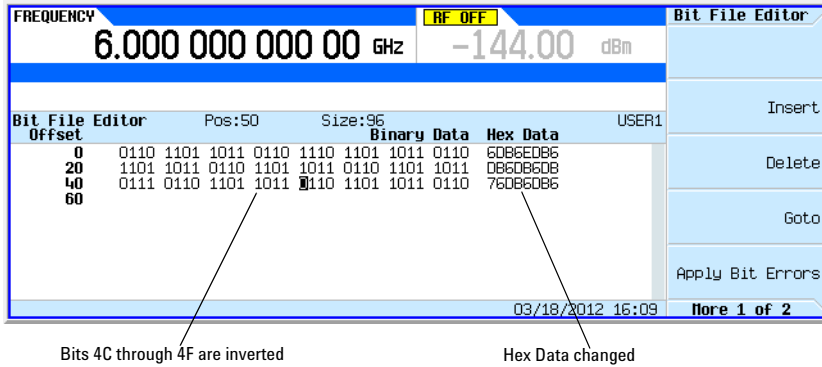 FREQUENCY
6.000 000 000 00 GHz
RF OFF
-144.00 dBm
Bit File Editor
Insert
Delete
Goto
Apply Bit Errors
More 1 of 2
Bit File Editor Pos:50 Size:96 USER1
Offset Binary Data Hex Data
0 0110 1101 1011 0110 1110 1101 1011 0110 6DB6EDB6
20 1101 1011 0110 1101 1011 0110 1101 1011 DB6DB6DB
40 0111 0110 1101 1011 0110 1101 1011 0110 76DB6DB6
60
03/18/2012 16:09
Bits 4C through 4F are inverted
Hex Data changed